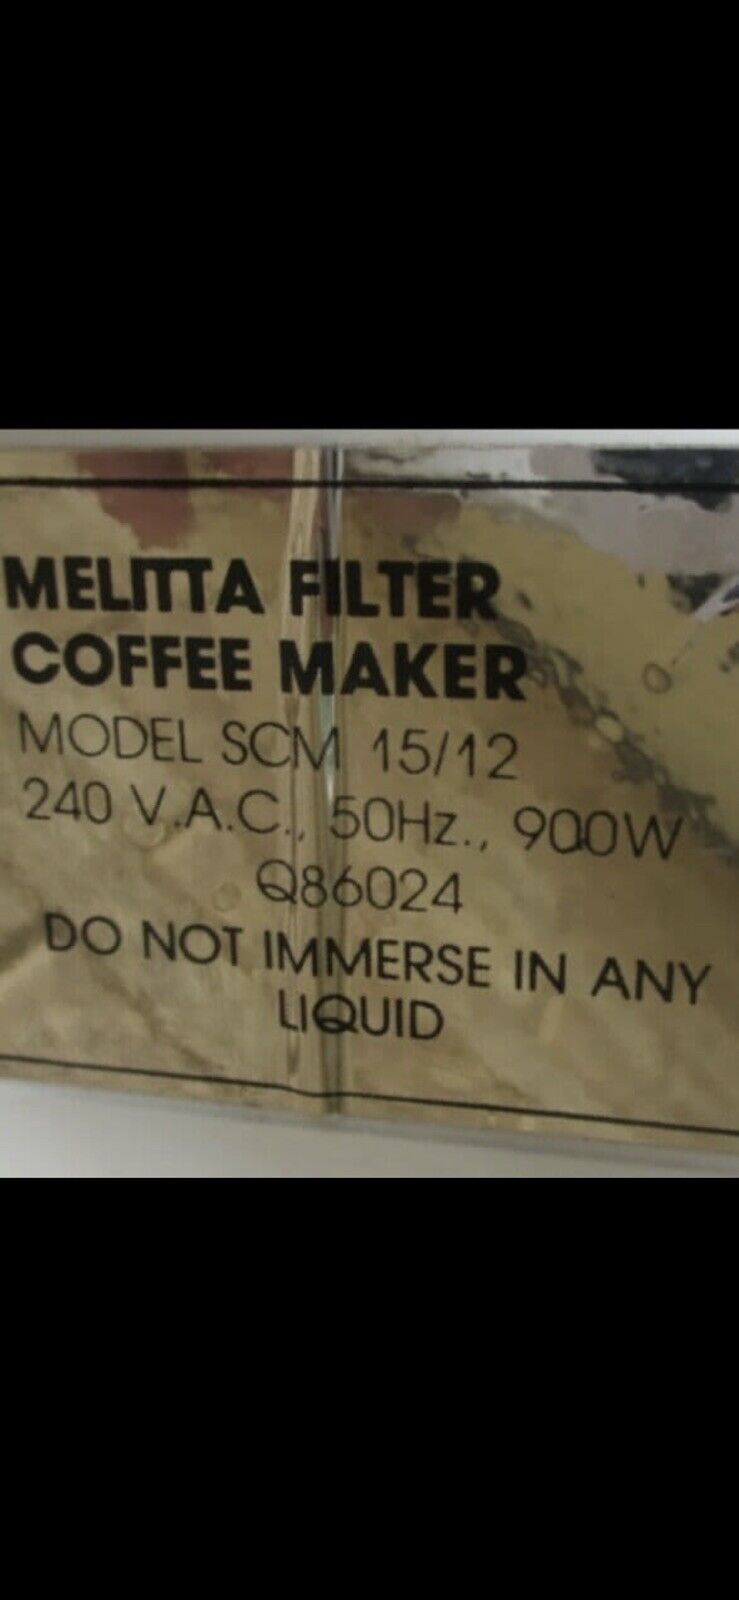 MELITTA FILTER
COFFEE MAKER
MODEL SCM 15/12
240 V.A.C., 50Hz., 900W
Q86024
DO NOT IMMERSE IN ANY
LIQUID